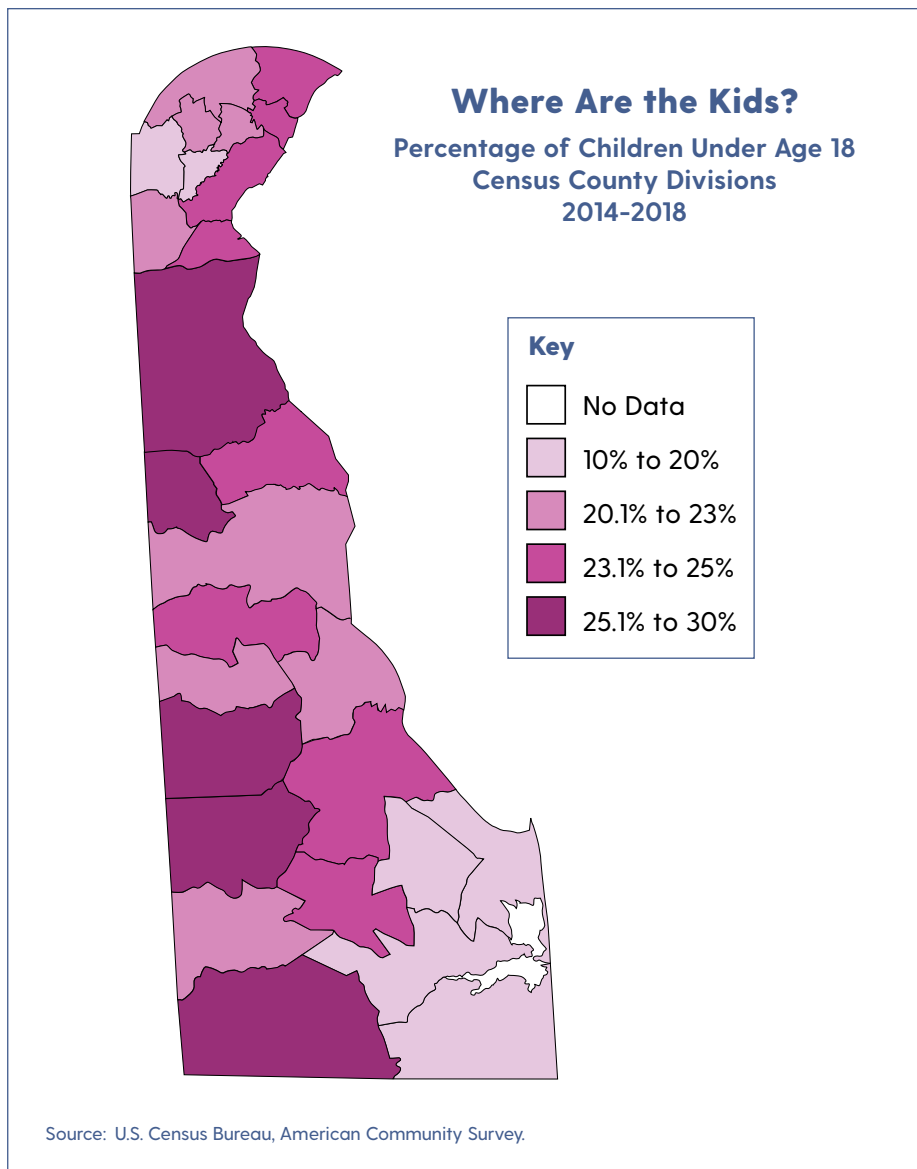 Where Are the Kids?
Percentage of Children Under Age 18
Census County Divisions
2014-2018
Key
No Data
10% to 20%
20.1% to 23%
23.1% to 25%
25.1% to 30%
Source: U.S. Census Bureau, American Community Survey.